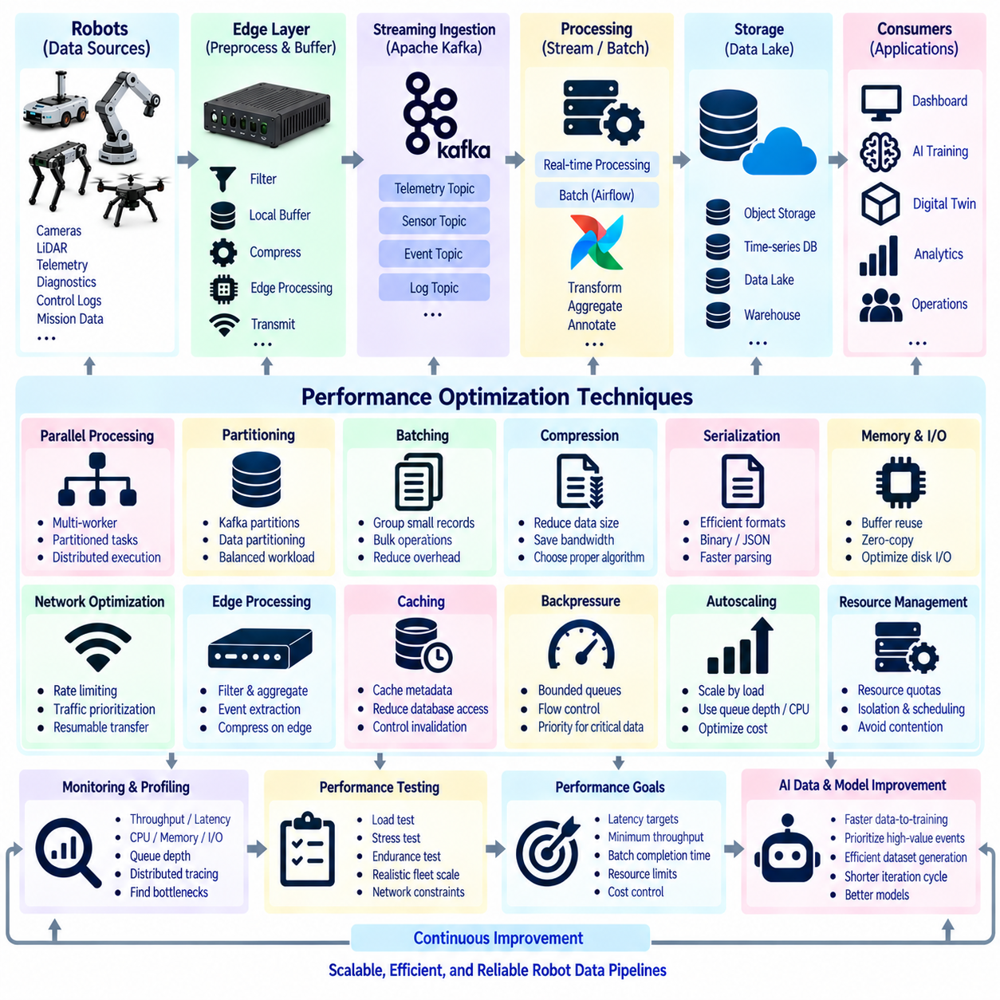 Robots
(Data Sources)
Cameras
LiDAR
Telemetry
Diagnostics
Control Logs
Mission Data
...
Edge Layer
(Preprocess & Buffer)
Filter
Local Buffer
Compress
Edge Processing
Transmit
...
Streaming Ingestion
(Apache Kafka)
kafka
Telemetry Topic
Sensor Topic
Event Topic
Log Topic
...
Processing
(Stream / Batch)
Real-time Processing
Batch (Airflow)
Transform
Aggregate
Annotate
...
Storage
(Data Lake)
Object Storage
Time-series DB
Data Lake
Warehouse
...
Consumers
(Applications)
Dashboard
AI Training
Digital Twin
Analytics
Operations
...
Performance Optimization Techniques
Parallel Processing
• Multi-worker
• Partitioned tasks
• Distributed execution
Partitioning
• Kafka partitions
• Data partitioning
• Balanced workload
Batching
• Group small records
• Bulk operations
• Reduce overhead
Compression
• Reduce data size
• Save bandwidth
• Choose proper algorithm
Serialization
• Efficient formats
• Binary / JSON
• Faster parsing
Memory & I/O
• Buffer reuse
• Zero-copy
• Optimize disk I/O
Network Optimization
• Rate limiting
• Traffic prioritization
• Resumable transfer
Edge Processing
• Filter & aggregate
• Event extraction
• Compress on edge
Caching
• Cache metadata
• Reduce database access
• Control invalidation
Backpressure
• Bounded queues
• Flow control
• Priority for critical data
Autoscaling
• Scale by load
• Use queue depth / CPU
• Optimize cost
Resource Management
• Resource quotas
• Isolation & scheduling
• Avoid contention
Monitoring & Profiling
• Throughput / Latency
• CPU / Memory / I/O
• Queue depth
• Distributed tracing
• Find bottlenecks
Performance Testing
• Load test
• Stress test
• Endurance test
• Realistic fleet scale
• Network constraints
Performance Goals
• Latency targets
• Minimum throughput
• Batch completion time
• Resource limits
• Cost control
AI Data & Model Improvement
• Faster data-to-training
• Prioritize high-value events
• Efficient dataset generation
• Shorter iteration cycle
• Better models
Continuous Improvement
Scalable, Efficient, and Reliable Robot Data Pipelines